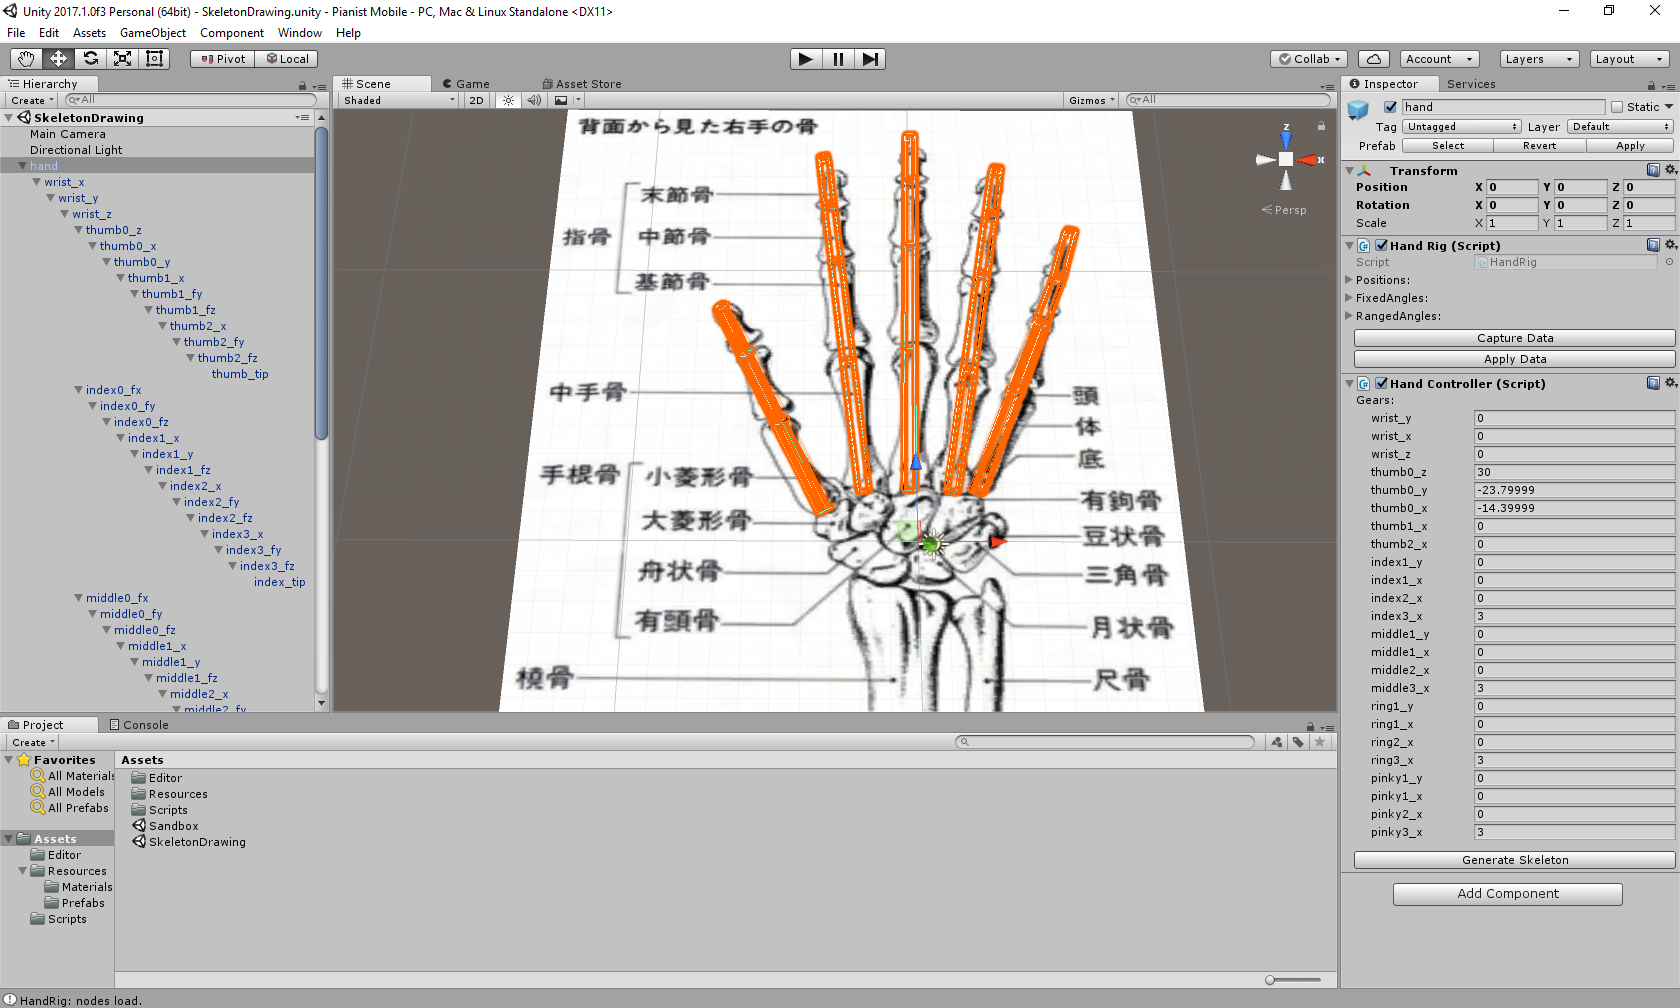 Unity 2017.1.0f3 Personal (64bit) - SkeletonDrawing.unity - Pianist Mobile - PC, Mac & Linux Standalone <DX11>
File Edit Assets GameObject Component Window Help
Pivot Local
Collab Account Layers Layout
Hierarchy
Create All
SkeletonDrawing
Main Camera
Directional Light
hand
wrist_x
wrist_y
wrist_z
thumb0_z
thumb0_x
thumb0_y
thumb1_x
thumb1_fy
thumb1_fz
thumb2_x
thumb2_fy
thumb2_fz
thumb_tip
index0_fx
index0_fy
index0_fz
index1_x
index1_y
index1_fz
index2_x
index2_fy
index2_fz
index3_x
index3_fy
index3_fz
index_tip
middle0_fx
middle0_fy
middle0_fz
middle1_x
middle1_y
middle1_fz
middle2_x
middle2_fy
Scene Game Asset Store
Shaded 2D Gizmos All
背面から見た右手の骨
末節骨
指骨 中節骨
基節骨
中手骨 頭
体
底
手根骨 小菱形骨
有鉤骨
大菱形骨
豆状骨
舟状骨 三角骨
有頭骨 月状骨
橈骨 尺骨
z
x
Persp
Inspector Services
hand Static
Tag Untagged Layer Default
Prefab Select Revert Apply
Transform
Position X 0 Y 0 Z 0
Rotation X 0 Y 0 Z 0
Scale X 1 Y 1 Z 1
Hand Rig (Script)
Script HandRig
Positions:
FixedAngles:
RangedAngles:
Capture Data
Apply Data
Hand Controller (Script)
Gears:
wrist_y 0
wrist_x 0
wrist_z 0
thumb0_z 30
thumb0_y -23.79999
thumb0_x -14.39999
thumb1_x 0
thumb2_x 0
index1_y 0
index1_x 0
index2_x 0
index3_x 3
middle1_y 0
middle1_x 0
middle2_x 0
middle3_x 3
ring1_y 0
ring1_x 0
ring2_x 0
ring3_x 3
pinky1_y 0
pinky1_x 0
pinky2_x 0
pinky3_x 3
Generate Skeleton
Add Component
Project Console
Create
Favorites
All Materials
All Models
All Prefabs
Assets
Editor
Resources
Materials
Prefabs
Scripts
Assets
Editor
Resources
Scripts
Sandbox
SkeletonDrawing
HandRig: nodes load.